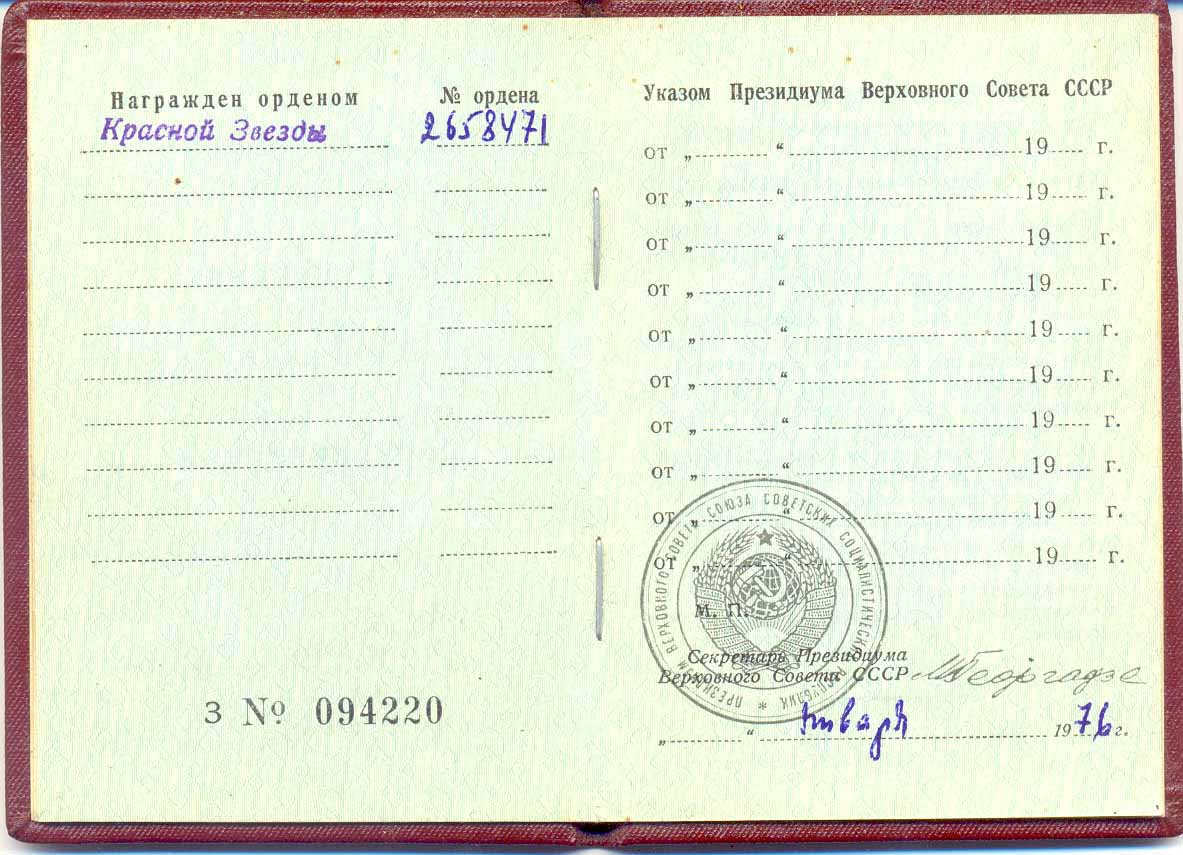 Награжден орденом
№ ордена
Красной Звезды
2658471
З № 094220
Указом Президиума Верховного Совета СССР
от „ “ 19 г.
от „ “ 19 г.
от „ “ 19 г.
от „ “ 19 г.
от „ “ 19 г.
от „ “ 19 г.
от „ “ 19 г.
от „ “ 19 г.
от „ “ 19 г.
от „ “ 19 г.
ПРЕЗИДИУМ ВЕРХОВНОГО СОВЕТА СОЮЗА СОВЕТСКИХ СОЦИАЛИСТИЧЕСКИХ РЕСПУБЛИК *
М. П.
Секретарь Президиума
Верховного Совета СССР
МГеоргадзе
„ “ января 1976 г.